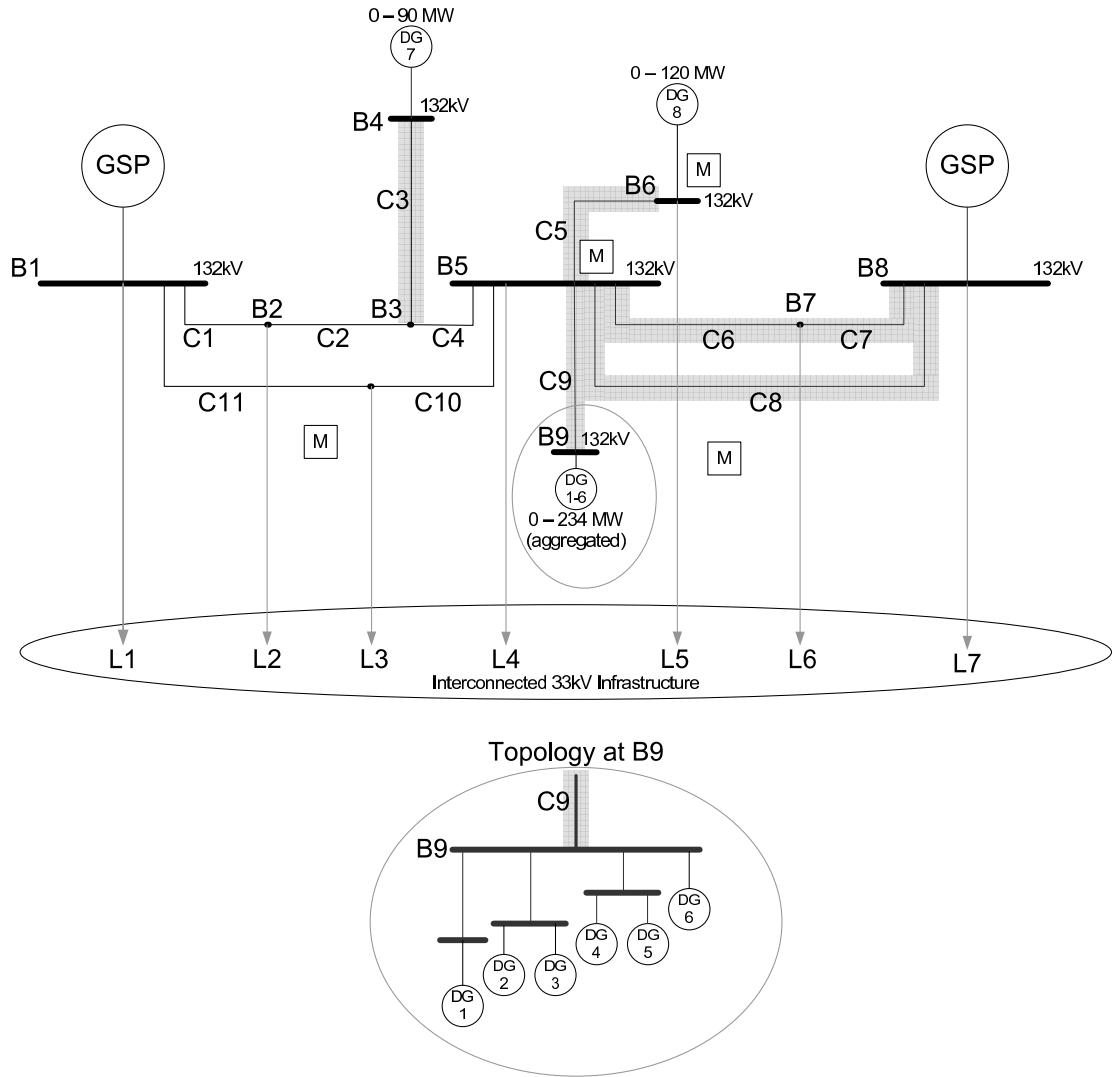 0 – 90 MW
DG
7
0 – 120 MW
DG
8
B4
132kV
GSP
M
GSP
C3
B6
132kV
C5
M
B1
132kV
B5
132kV
B8
132kV
B2
B3
B7
C1
C2
C4
C6
C7
C9
C11
C10
C8
M
B9
132kV
M
DG
1-6
0 – 234 MW
(aggregated)
L1
L2
L3
L4
L5
L6
L7
Interconnected 33kV Infrastructure
Topology at B9
C9
B9
DG
6
DG
4
DG
5
DG
2
DG
3
DG
1